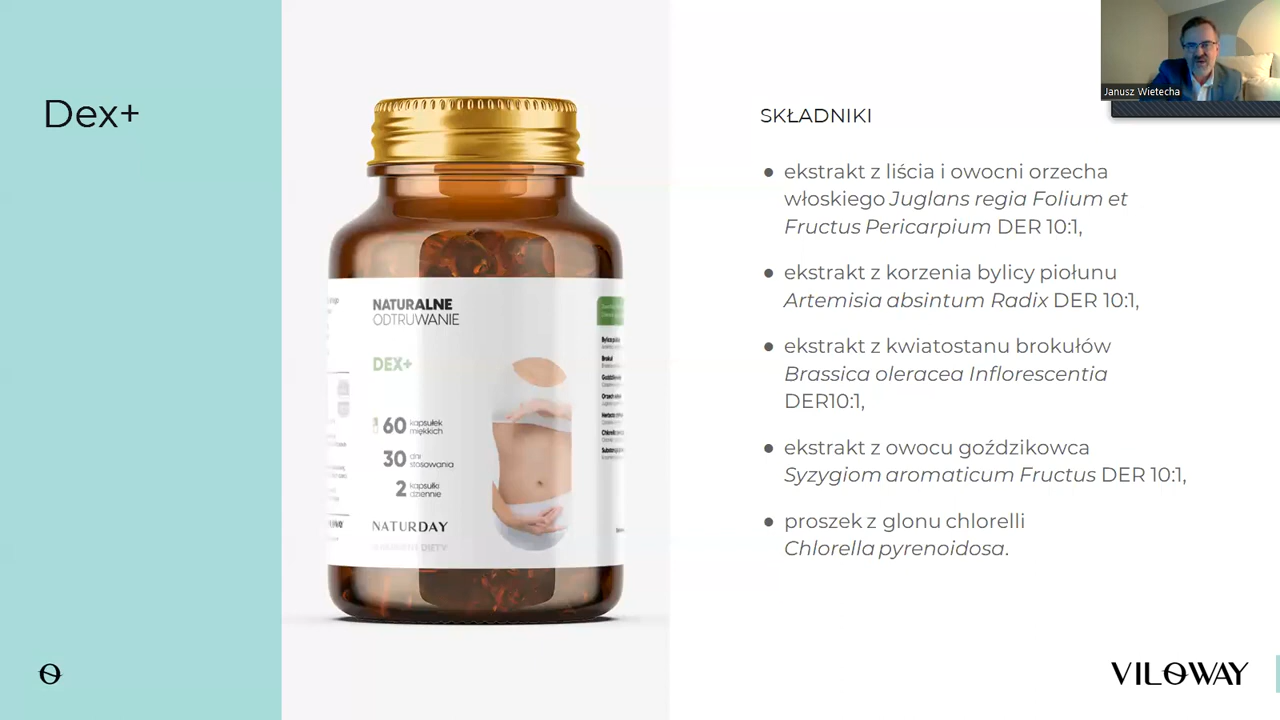 Dex+
NATURALNE
ODTRUWANIE
DEX+
60 kapsułek
miękkich
30 dni
stosowania
2 kapsułki
dziennie
NATURDAY
SKŁADNIKI
● ekstrakt z liścia i owocni orzecha
włoskiego Juglans regia Folium et
Fructus Pericarpium DER 10:1,
● ekstrakt z korzenia bylicy piołunu
Artemisia absintum Radix DER 10:1,
● ekstrakt z kwiatostanu brokułów
Brassica oleracea Inflorescentia
DER10:1,
● ekstrakt z owocu goździkowca
Syzygiom aromaticum Fructus DER 10:1,
● proszek z glonu chlorelli
Chlorella pyrenoidosa.
Janusz Wietecha
VILOWAY